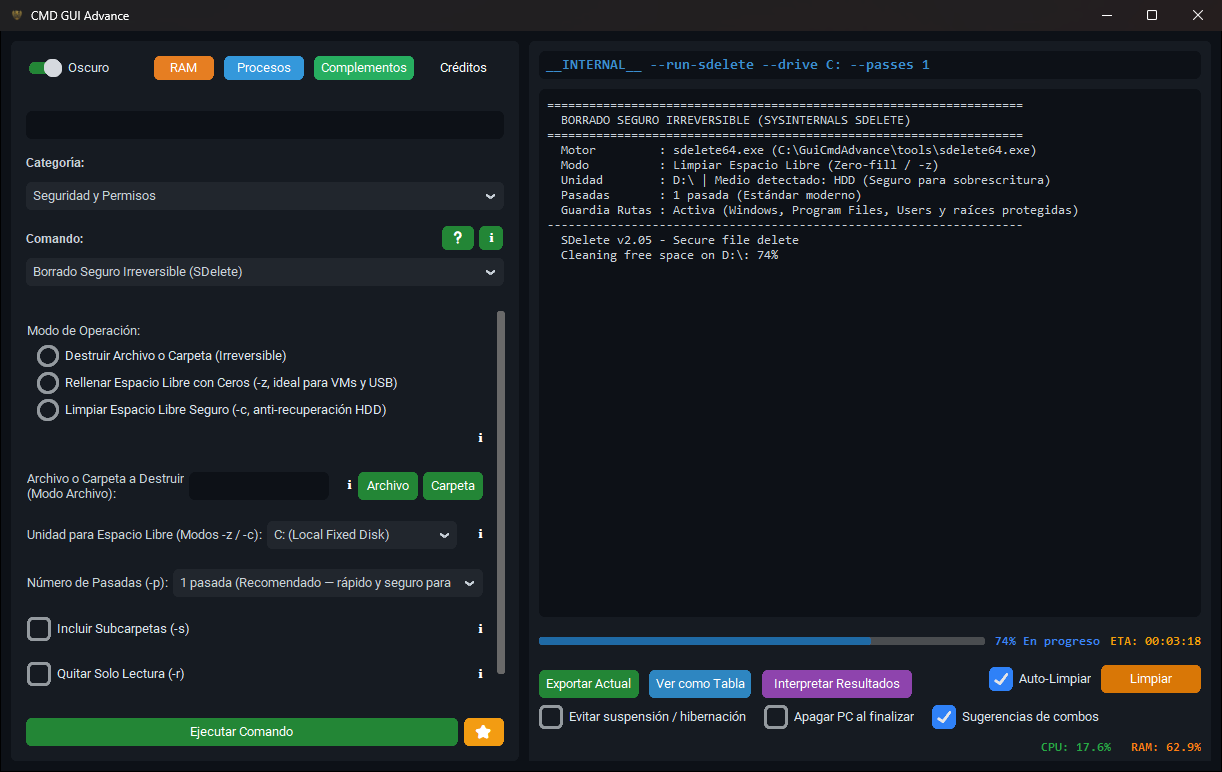 CMD GUI Advance
Oscuro
RAM
Procesos
Complementos
Créditos
Categoría:
Seguridad y Permisos
Comando:
?
i
Borrado Seguro Irreversible (SDelete)
Modo de Operación:
Destruir Archivo o Carpeta (Irreversible)
Rellenar Espacio Libre con Ceros (-z, ideal para VMs y USB)
Limpiar Espacio Libre Seguro (-c, anti-recuperación HDD)
i
Archivo o Carpeta a Destruir
(Modo Archivo):
i
Archivo
Carpeta
Unidad para Espacio Libre (Modos -z / -c):
C: (Local Fixed Disk)
i
Número de Pasadas (-p):
1 pasada (Recomendado — rápido y seguro para
Incluir Subcarpetas (-s)
i
Quitar Solo Lectura (-r)
i
Ejecutar Comando
__INTERNAL__ --run-sdelete --drive C: --passes 1
====================================================================
BORRADO SEGURO IRREVERSIBLE (SYSINTERNALS SDELETE)
====================================================================
Motor : sdelete64.exe (C:\GuiCmdAdvance\tools\sdelete64.exe)
Modo : Limpiar Espacio Libre (Zero-fill / -z)
Unidad : D:\ | Medio detectado: HDD (Seguro para sobrescritura)
Pasadas : 1 pasada (Estándar moderno)
Guardia Rutas : Activa (Windows, Program Files, Users y raíces protegidas)
--------------------------------------------------------------------
SDelete v2.05 - Secure file delete
Cleaning free space on D:\: 74%
74% En progreso
ETA: 00:03:18
Exportar Actual
Ver como Tabla
Interpretar Resultados
Auto-Limpiar
Limpiar
Evitar suspensión / hibernación
Apagar PC al finalizar
Sugerencias de combos
CPU: 17.6%
RAM: 62.9%